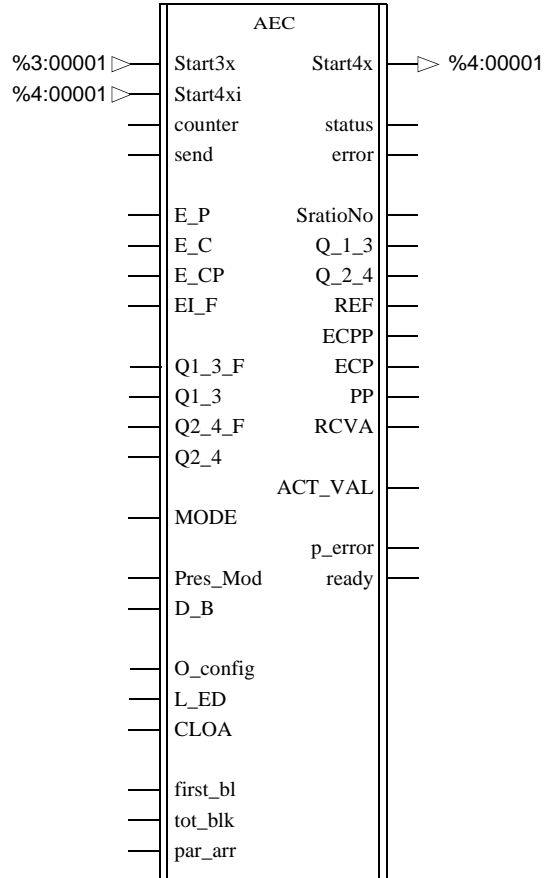 AEC
%3:00001 Start3x Start4x %4:00001
%4:00001 Start4xi
counter status
send error
E_P SratioNo
E_C Q_1_3
E_CP Q_2_4
EI_F REF
ECPP
Q1_3_F ECP
Q1_3 PP
Q2_4_F RCVA
Q2_4
ACT_VAL
MODE
p_error
Pres_Mod ready
D_B
O_config
L_ED
CLOA
first_bl
tot_blk
par_arr